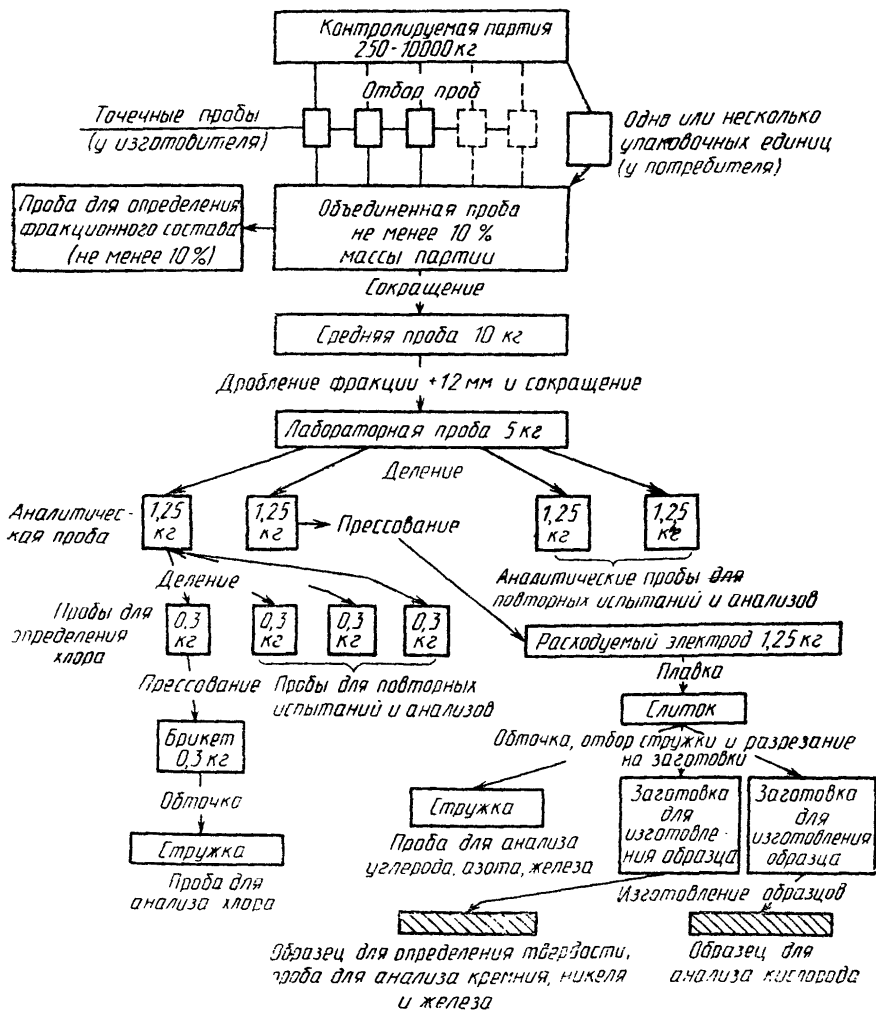 Контролируемая партия
250-10000 кг
Отбор проб
Точечные пробы
(у изготовителя)
Одна или несколько
упаковочных единиц
(у потребителя)
Проба для определения
фракционного состава
(не менее 10%)
Объединенная проба
не менее 10 %
массы партии
Сокращение
Средняя проба 10 кг
Дробление фракции +12 мм и сокращение
Лабораторная проба 5 кг
Деление
Аналитичес-
кая проба
1,25
кг
1,25
кг
Прессование
1,25
кг
1,25
кг
Аналитические пробы для
повторных испытаний и анализов
Деление
Пробы для
определения
хлора
0,3
кг
0,3
кг
0,3
кг
0,3
кг
Пробы для повторных
испытаний и анализов
Расходуемый электрод 1,25 кг
Плавка
Слиток
Обточка, отбор стружки и разрезание
на заготовки
Прессование
Брикет
0,3 кг
Обточка
Стружка
Проба для
анализа хлора
Стружка
Проба для анализа
углерода, азота, железа
Заготовка
для
изготовле-
ния образца
Заготовка
для
изготовления
образца
Изготовление образцов
Образец для определения твёрдости,
проба для анализа кремния, никеля
и железа
Образец для
анализа кислорода